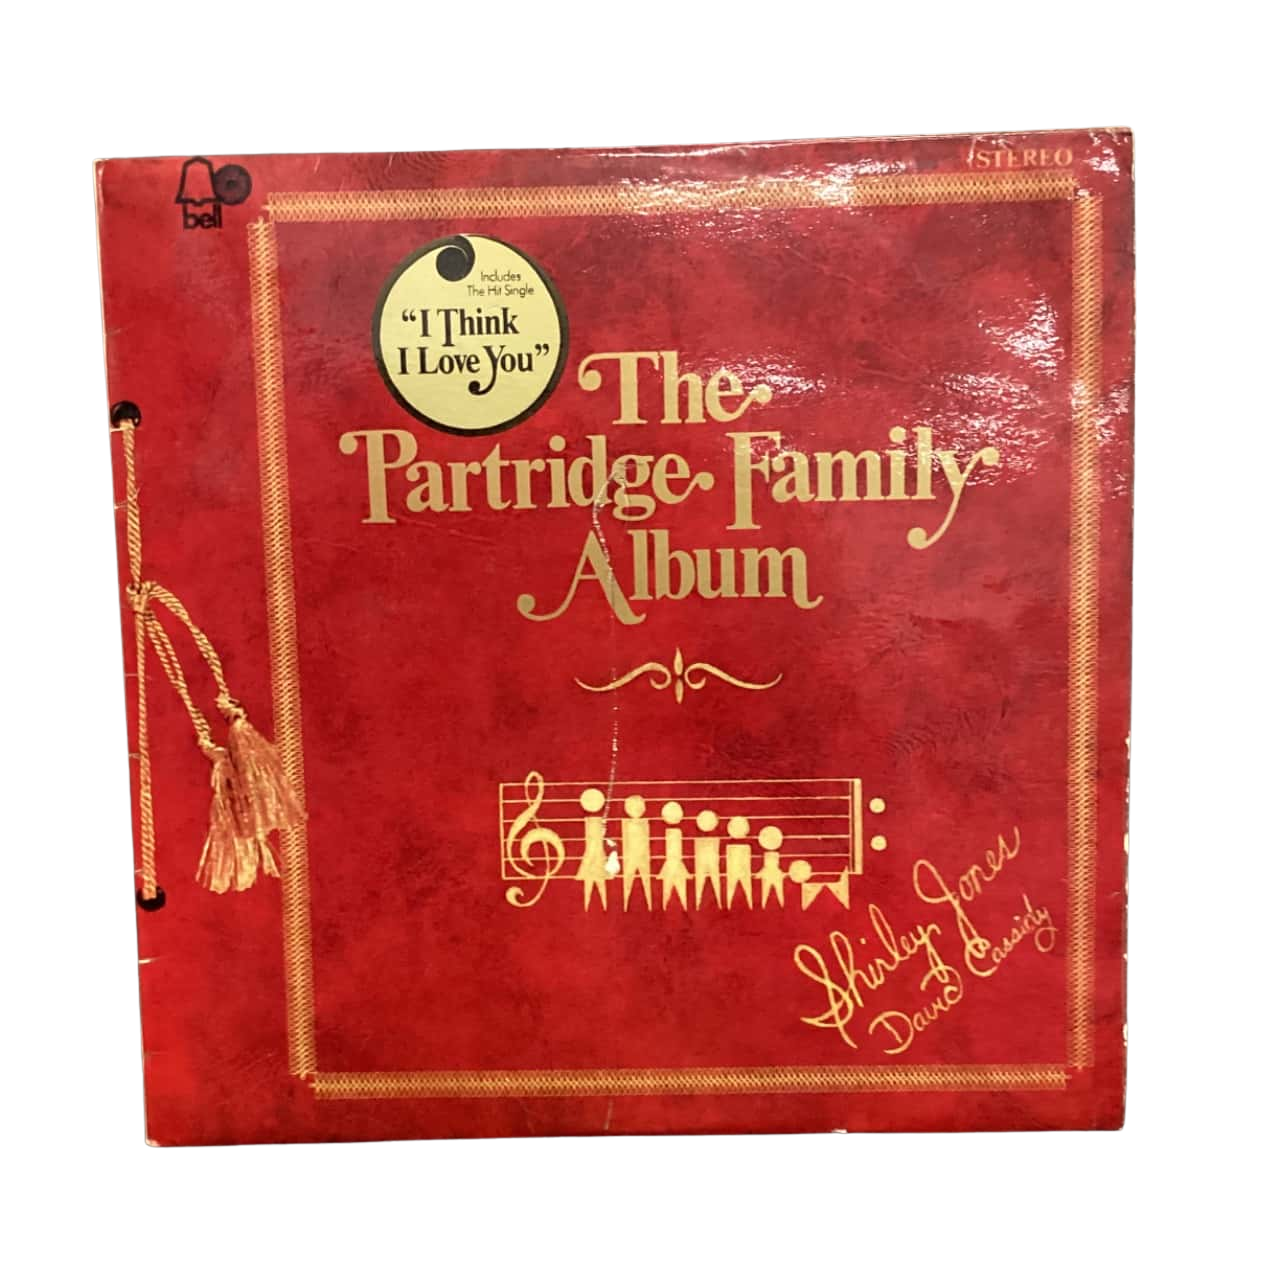 bell
STEREO
Includes
The Hit Single
“I Think
I Love You”
The
Partridge Family
Album
Shirley Jones
David Cassidy